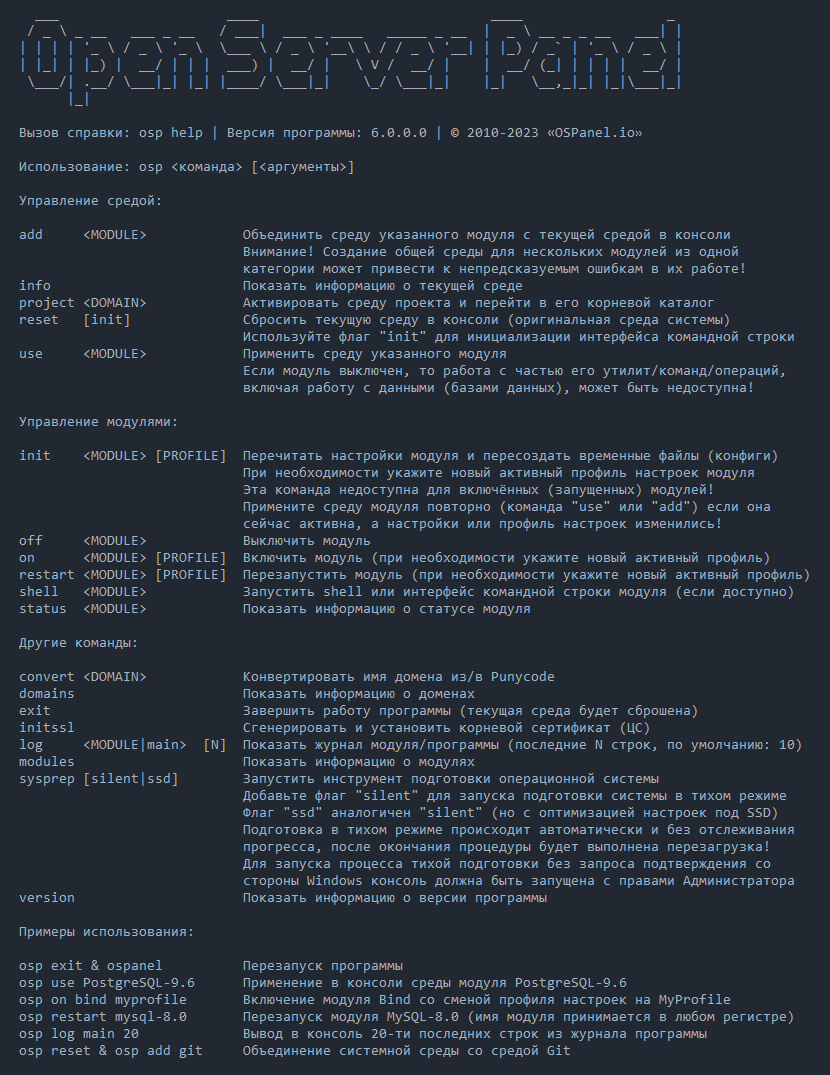 Open Server Panel
Вызов справки: osp help | Версия программы: 6.0.0.0 | © 2010-2023 «OSPanel.io»
Использование: osp <команда> [<аргументы>]
Управление средой:
add     <MODULE>            Объединить среду указанного модуля с текущей средой в консоли
                            Внимание! Создание общей среды для нескольких модулей из одной
                            категории может привести к непредсказуемым ошибкам в их работе!
info                        Показать информацию о текущей среде
project <DOMAIN>            Активировать среду проекта и перейти в его корневой каталог
reset   [init]              Сбросить текущую среду в консоли (оригинальная среда системы)
                            Используйте флаг "init" для инициализации интерфейса командной строки
use     <MODULE>            Применить среду указанного модуля
                            Если модуль выключен, то работа с частью его утилит/команд/операций,
                            включая работу с данными (базами данных), может быть недоступна!
Управление модулями:
init    <MODULE> [PROFILE]  Перечитать настройки модуля и пересоздать временные файлы (конфиги)
                            При необходимости укажите новый активный профиль настроек модуля
                            Эта команда недоступна для включённых (запущенных) модулей!
                            Примените среду модуля повторно (команда "use" или "add") если она
                            сейчас активна, а настройки или профиль настроек изменились!
off     <MODULE>            Выключить модуль
on      <MODULE> [PROFILE]  Включить модуль (при необходимости укажите новый активный профиль)
restart <MODULE> [PROFILE]  Перезапустить модуль (при необходимости укажите новый активный профиль)
shell   <MODULE>            Запустить shell или интерфейс командной строки модуля (если доступно)
status  <MODULE>            Показать информацию о статусе модуля
Другие команды:
convert <DOMAIN>            Конвертировать имя домена из/в Punycode
domains                     Показать информацию о доменах
exit                        Завершить работу программы (текущая среда будет сброшена)
initssl                     Сгенерировать и установить корневой сертификат (ЦС)
log     <MODULE|main>  [N]  Показать журнал модуля/программы (последние N строк, по умолчанию: 10)
modules                     Показать информацию о модулях
sysprep [silent|ssd]        Запустить инструмент подготовки операционной системы
                            Добавьте флаг "silent" для запуска подготовки системы в тихом режиме
                            Флаг "ssd" аналогичен "silent" (но с оптимизацией настроек под SSD)
                            Подготовка в тихом режиме происходит автоматически и без отслеживания
                            прогресса, после окончания процедуры будет выполнена перезагрузка!
                            Для запуска процесса тихой подготовки без запроса подтверждения со
                            стороны Windows консоль должна быть запущена с правами Администратора
version                     Показать информацию о версии программы
Примеры использования:
osp exit & ospanel          Перезапуск программы
osp use PostgreSQL-9.6      Применение в консоли среды модуля PostgreSQL-9.6
osp on bind myprofile       Включение модуля Bind со сменой профиля настроек на MyProfile
osp restart mysql-8.0       Перезапуск модуля MySQL-8.0 (имя модуля принимается в любом регистре)
osp log main 20             Вывод в консоль 20-ти последних строк из журнала программы
osp reset & osp add git     Объединение системной среды со средой Git